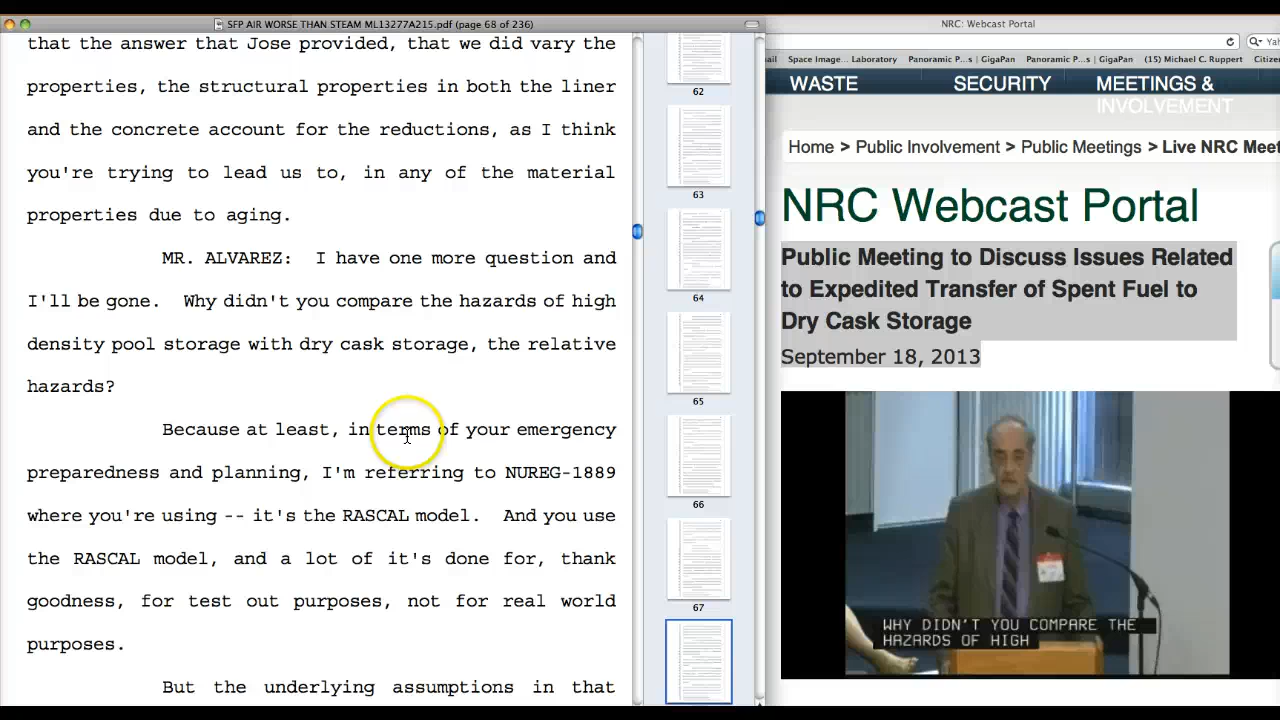 SFP AIR WORSE THAN STEAM ML13277A215.pdf (page 68 of 236)
that the answer that Jose provided, that we did vary the
properties, the structural properties in both the liner
and the concrete account for the reductions, as I think
you're trying to lead us to, in any of the material
properties due to aging.
MR. ALVAREZ: I have one more question and
I'll be gone. Why didn't you compare the hazards of high
density pool storage with dry cask storage, the relative
hazards?
Because at least, in terms of your emergency
preparedness and planning, I'm referring to NUREG-1889
where you're using -- it's the RASCAL model. And you use
the RASCAL model, and a lot of it's done for, thank
goodness, for test out purposes, not for real world
purposes.
But the underlying assumptions in that
62
63
64
65
66
67
NRC: Webcast Portal
Yah
ail Space Image... Laboratory Panoramic P...s | GigaPan Panoramic P...s | GigaPan (15) Michael C. Ruppert Citizen
WASTE SECURITY MEETINGS &
INVOLVEMENT
Home > Public Involvement > Public Meetings > Live NRC Meet
NRC Webcast Portal
Public Meeting to Discuss Issues Related
to Expedited Transfer of Spent Fuel to
Dry Cask Storage
September 18, 2013
WHY DIDN'T YOU COMPARE THE
HAZARDS OF HIGH